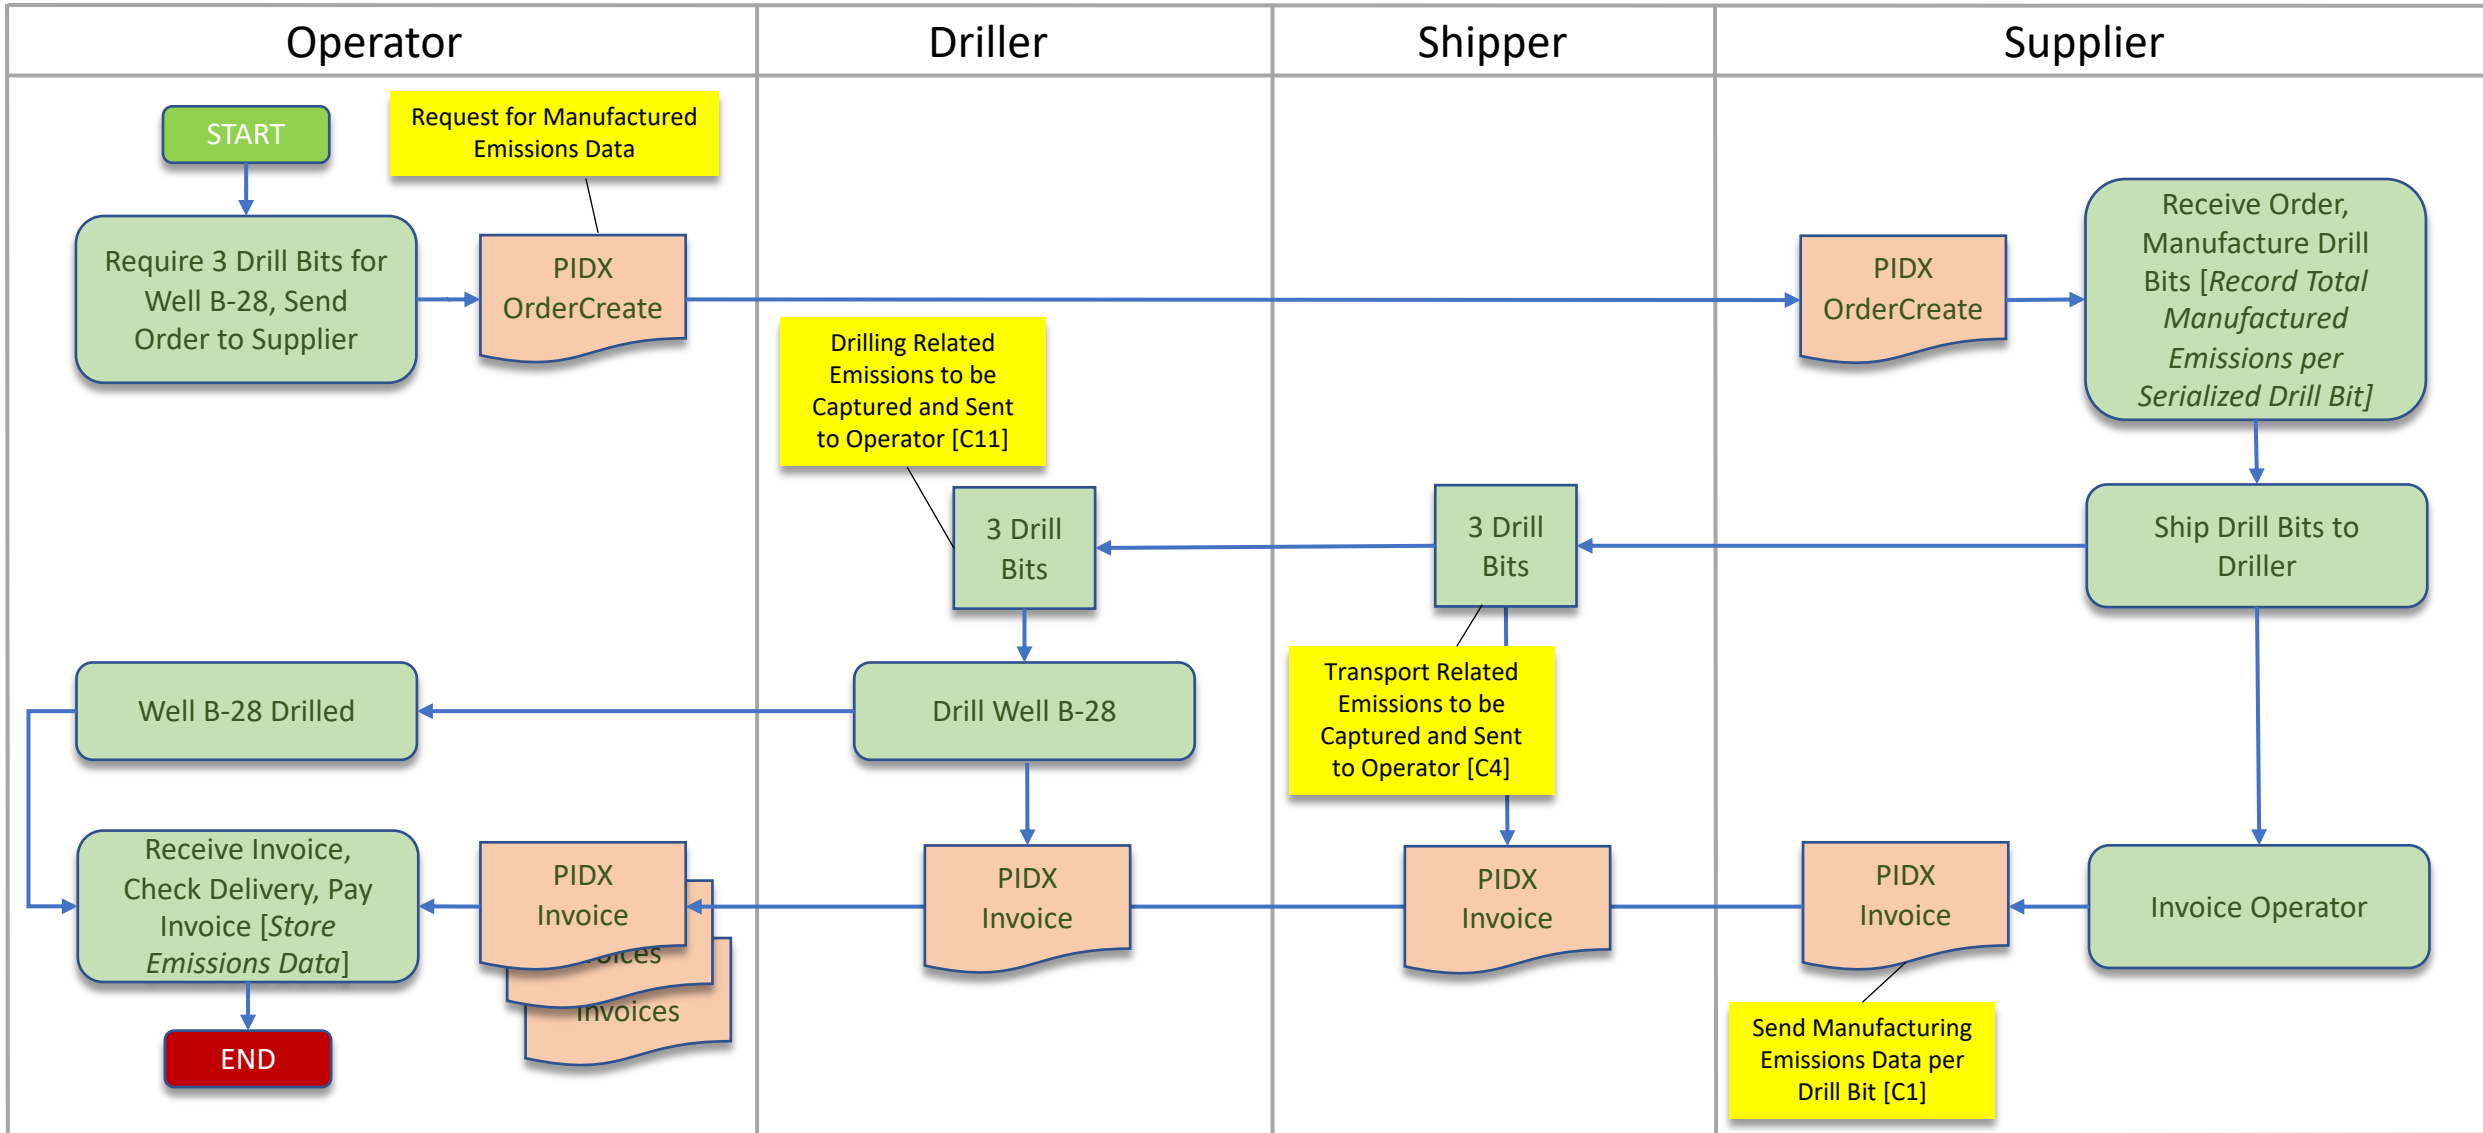 Operator
Driller
Shipper
Supplier
START
Request for Manufactured
Emissions Data
Require 3 Drill Bits for
Well B-28, Send
Order to Supplier
PIDX
OrderCreate
PIDX
OrderCreate
Receive Order,
Manufacture Drill
Bits [Record Total
Manufactured
Emissions per
Serialized Drill Bit]
Drilling Related
Emissions to be
Captured and Sent
to Operator [C11]
3 Drill
Bits
3 Drill
Bits
Ship Drill Bits to
Driller
Well B-28 Drilled
Drill Well B-28
Transport Related
Emissions to be
Captured and Sent
to Operator [C4]
Receive Invoice,
Check Delivery, Pay
Invoice [Store
Emissions Data]
PIDX
Invoice
Invoices
PIDX
Invoice
PIDX
Invoice
PIDX
Invoice
Invoice Operator
END
Send Manufacturing
Emissions Data per
Drill Bit [C1]